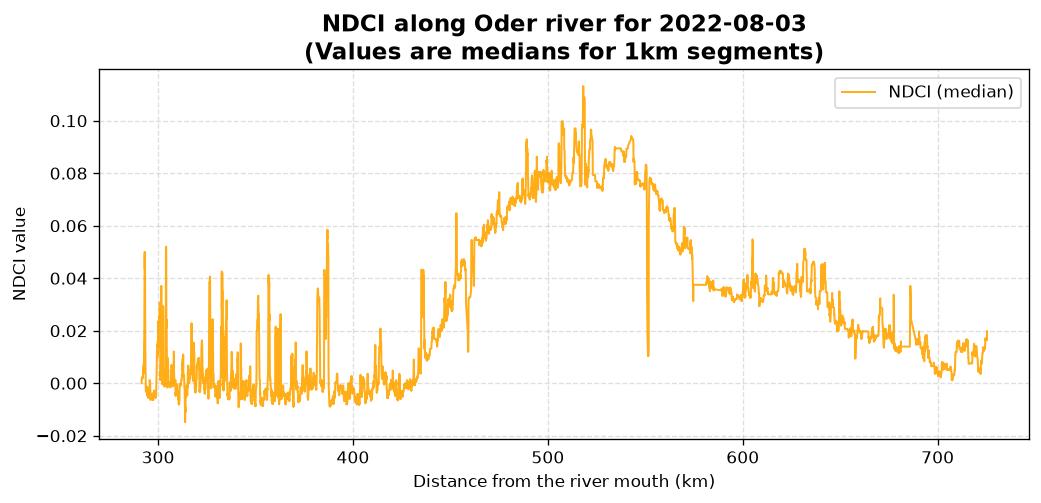 NDCI along Oder river for 2022-08-03
(Values are medians for 1km segments)
NDCI (median)
0.10
0.08
0.06
0.04
0.02
0.00
−0.02
NDCI value
300 400 500 600 700
Distance from the river mouth (km)